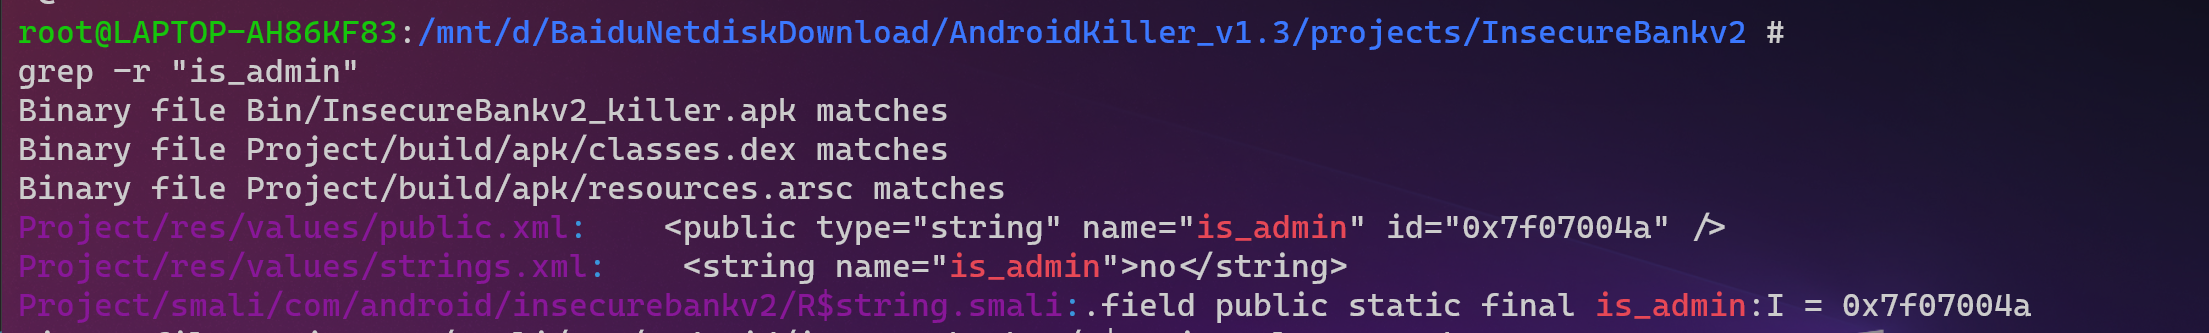 root@LAPTOP-AH86KF83:/mnt/d/BaiduNetdiskDownload/AndroidKiller_v1.3/projects/InsecureBankv2 #
grep -r "is_admin"
Binary file Bin/InsecureBankv2_killer.apk matches
Binary file Project/build/apk/classes.dex matches
Binary file Project/build/apk/resources.arsc matches
Project/res/values/public.xml:    <public type="string" name="is_admin" id="0x7f07004a" />
Project/res/values/strings.xml:    <string name="is_admin">no</string>
Project/smali/com/android/insecurebankv2/R$string.smali:.field public static final is_admin:I = 0x7f07004a